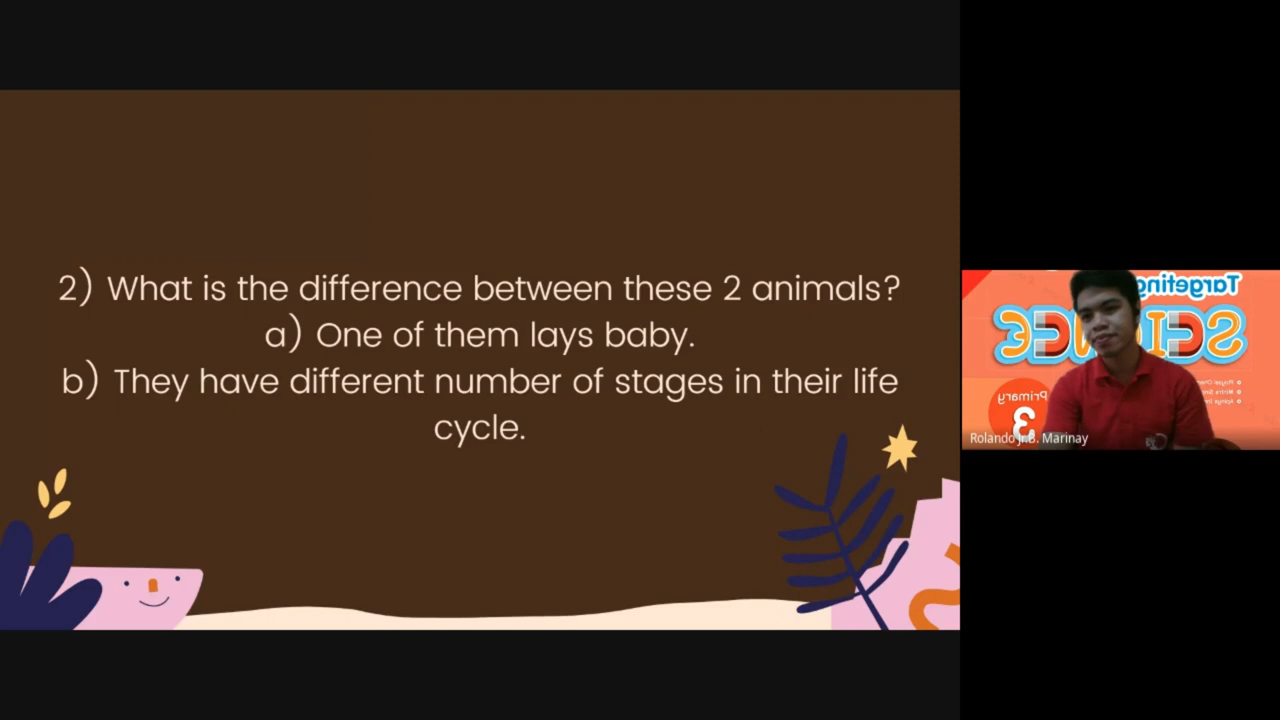 2) What is the difference between these 2 animals?
a) One of them lays baby.
b) They have different number of stages in their life
cycle.
Targeting
SCIENCE
Primary
3
Rolando Jr.B. Marinay